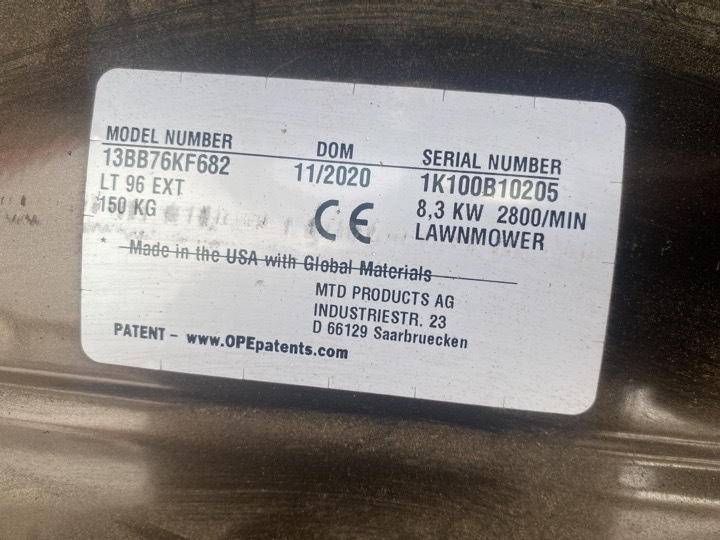 MODEL NUMBER DOM SERIAL NUMBER
13BB76KF682 11/2020 1K100B10205
LT 96 EXT CE 8,3 KW 2800/MIN
150 KG LAWNMOWER
* Made in the USA with Global Materials
MTD PRODUCTS AG
INDUSTRIESTR. 23
D 66129 Saarbruecken
PATENT - www.OPEpatents.com